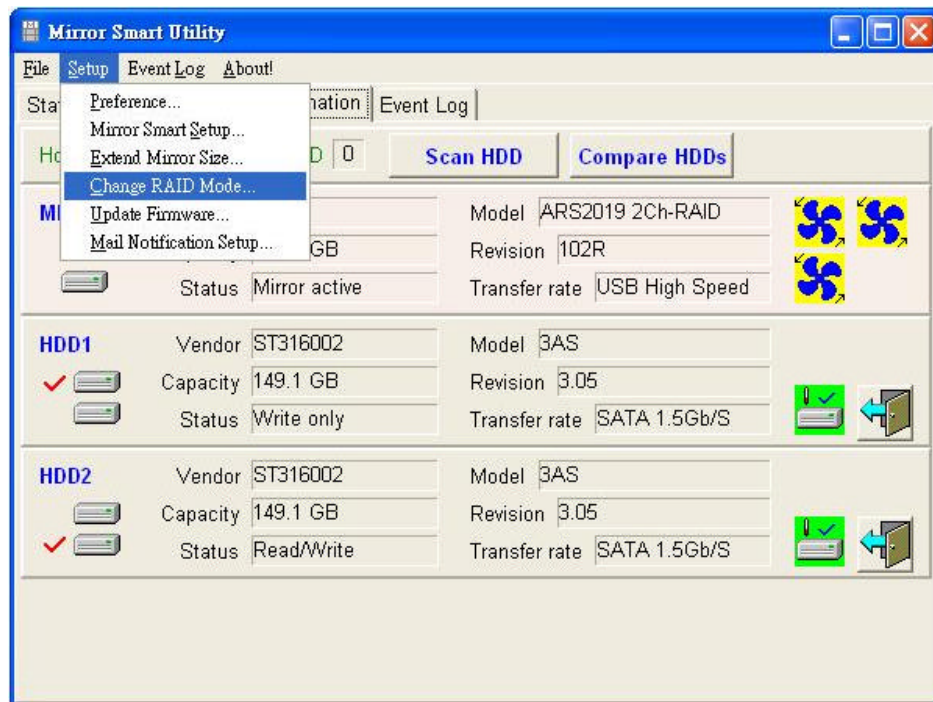 Mirror Smart Utility
File Setup Event Log About!
Event Log
Preference...
Mirror Smart Setup...
Extend Mirror Size...
Change RAID Mode...
Update Firmware...
Mail Notification Setup...
D 0 Scan HDD Compare HDDs
Model ARS2019 2Ch-RAID
GB Revision 102R
Status Mirror active Transfer rate USB High Speed
HDD1 Vendor ST316002 Model 3AS
Capacity 149.1 GB Revision 3.05
Status Write only Transfer rate SATA 1.5Gb/S
HDD2 Vendor ST316002 Model 3AS
Capacity 149.1 GB Revision 3.05
Status Read/Write Transfer rate SATA 1.5Gb/S